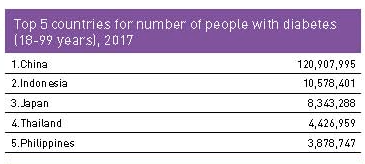 Top 5 countries for number of people with diabetes
(18-99 years), 2017
1.China 120,907,995
2.Indonesia 10,578,401
3.Japan 8,343,288
4.Thailand 4,426,959
5.Philippines 3,878,747